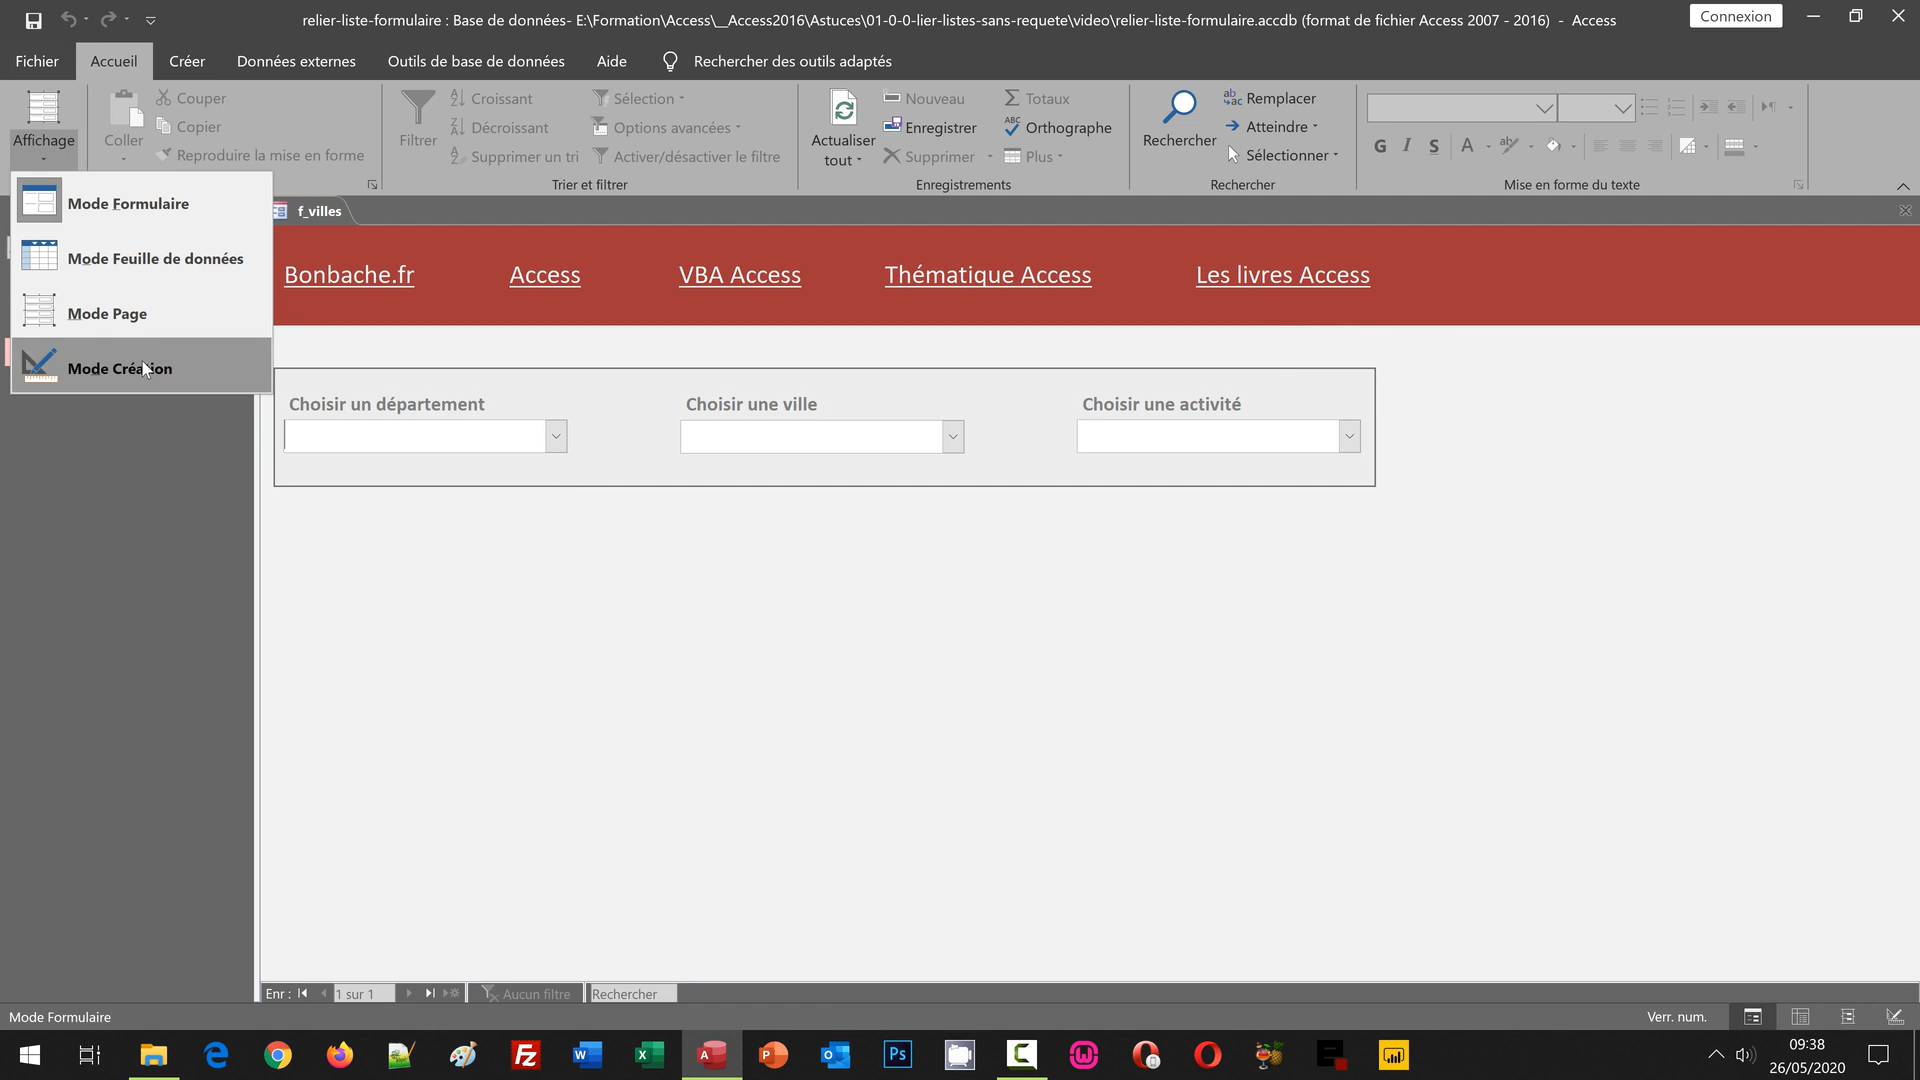 relier-liste-formulaire : Base de données- E:\Formation\Access\__Access2016\Astuces\01-0-0-lier-listes-sans-requete\video\relier-liste-formulaire.accdb (format de fichier Access 2007 - 2016) - Access
Connexion
Fichier
Accueil
Créer
Données externes
Outils de base de données
Aide
Rechercher des outils adaptés
Affichage
Coller
Couper
Copier
Reproduire la mise en forme
Filtrer
Croissant
Décroissant
Supprimer un tri
Sélection
Options avancées
Activer/désactiver le filtre
Trier et filtrer
Actualiser
tout
Nouveau
Enregistrer
Supprimer
Totaux
Orthographe
Plus
Enregistrements
Rechercher
Remplacer
Atteindre
Sélectionner
Rechercher
G I S A
Mise en forme du texte
Mode Formulaire
Mode Feuille de données
Mode Page
Mode Création
f_villes
Bonbache.fr
Access
VBA Access
Thématique Access
Les livres Access
Choisir un département
Choisir une ville
Choisir une activité
Enr :
1 sur 1
Aucun filtre
Rechercher
Mode Formulaire
Verr. num.
09:38
26/05/2020